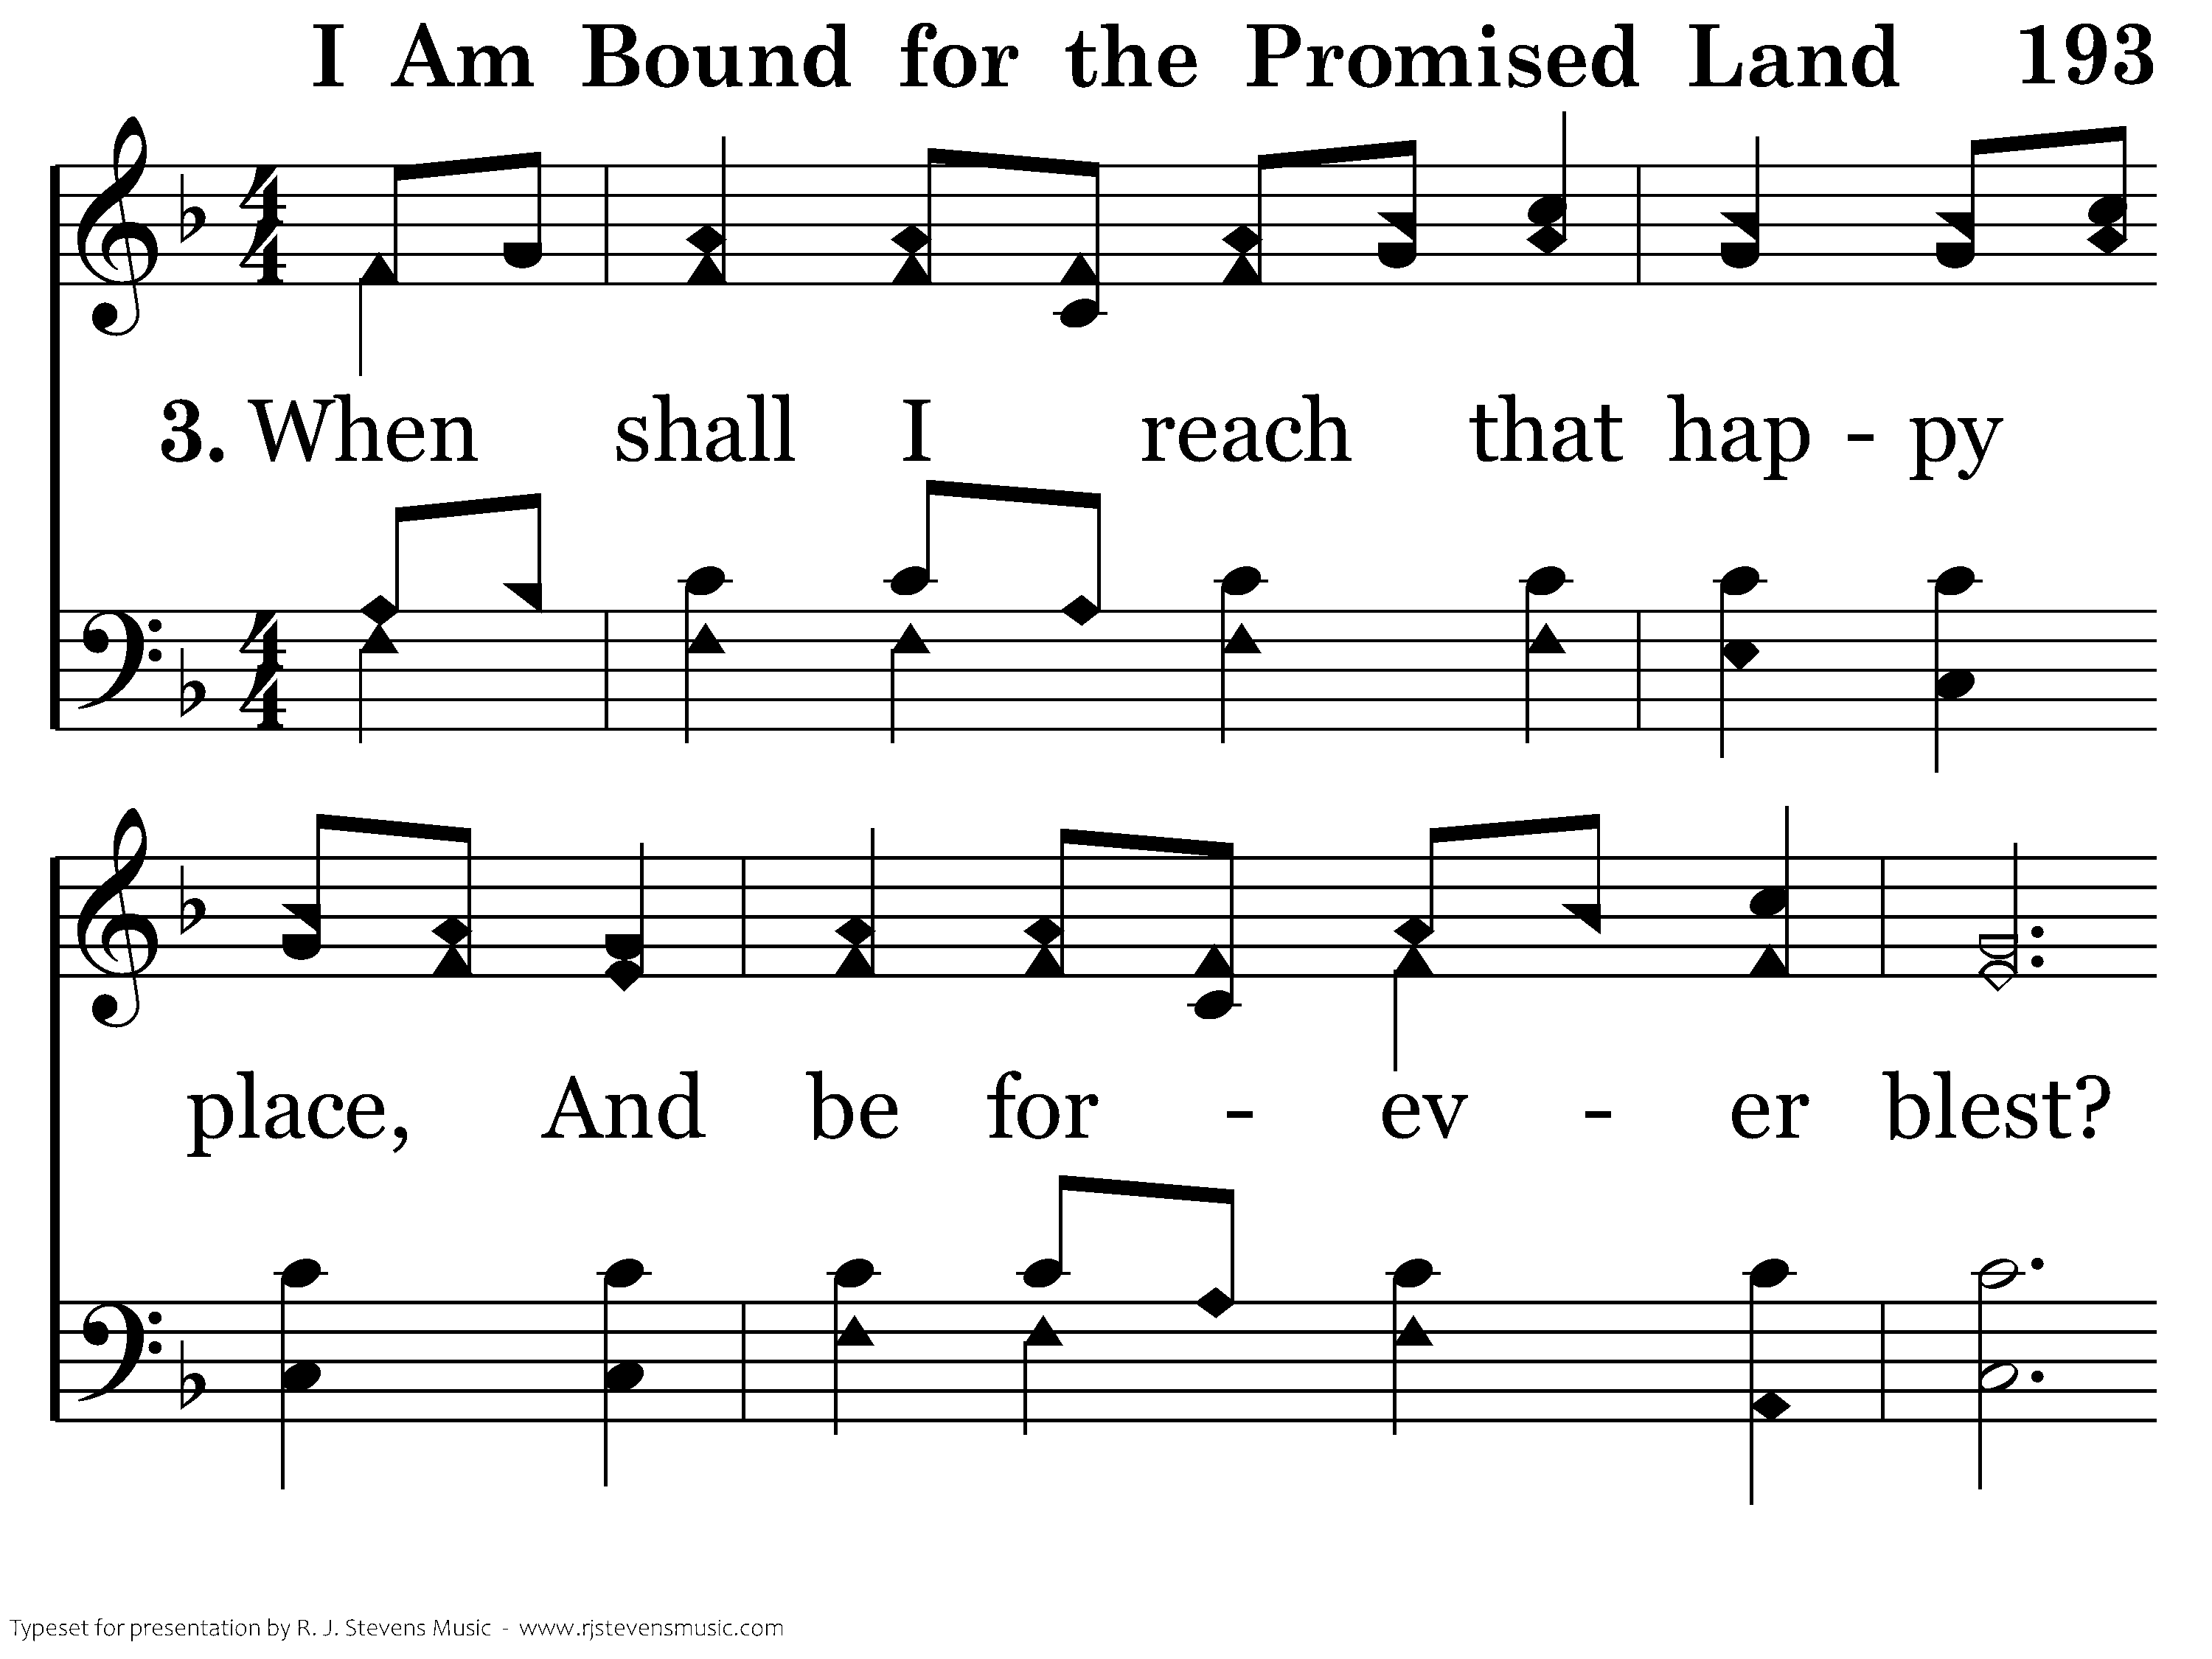 I Am Bound for the Promised Land 193
3. When shall I reach that hap - py
place, And be for - ev - er blest?
Typeset for presentation by R. J. Stevens Music - www.rjstevensmusic.com